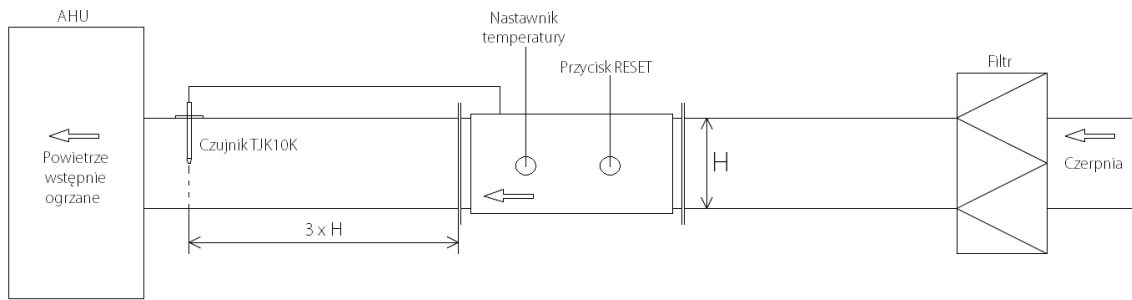 AHU
Nastawnik
temperatury
Przycisk RESET
Filtr
Czujnik TJK10K
Powietrze
wstępnie
ogrzane
H
Czerpnia
3 x H